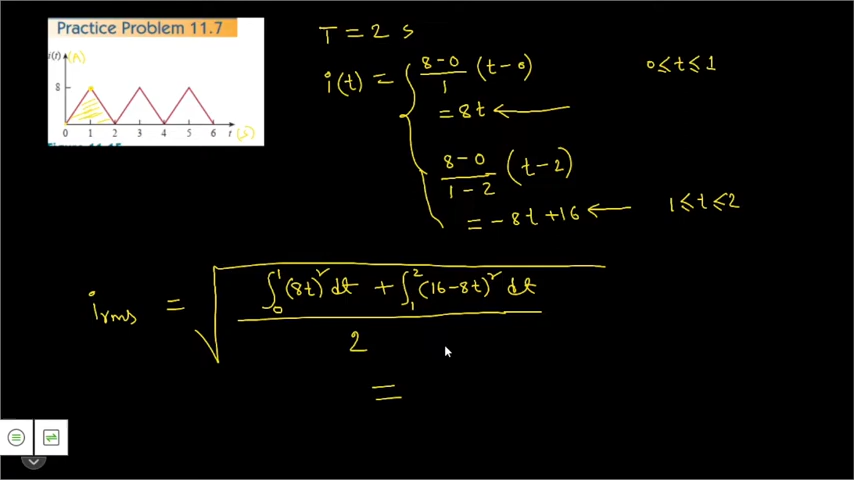 Practice Problem 11.7
T = 2 s
i(t) (A)
8
0 1 2 3 4 5 6 t (s)
i(t) = 8-0/1 (t-0) 0≤t≤1
= 8t ←
8-0/1-2 (t-2)
= -8t+16 ← 1≤t≤2
i_rms = √(∫₀¹ (8t)² dt + ∫₁² (16-8t)² dt / 2)
=